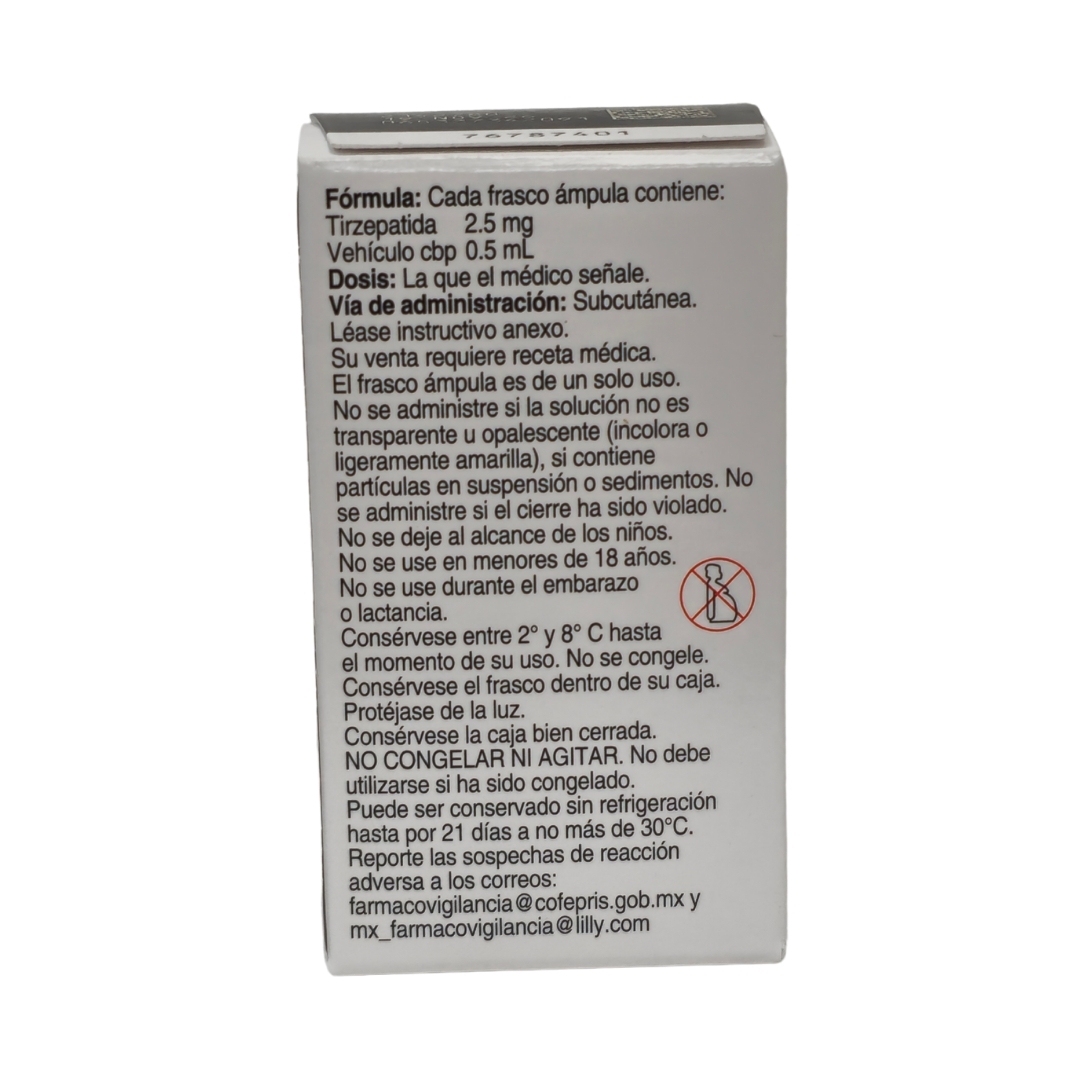 76787401
Fórmula: Cada frasco ámpula contiene:
Tirzepatida 2.5 mg
Vehículo cbp 0.5 mL
Dosis: La que el médico señale.
Vía de administración: Subcutánea.
Léase instructivo anexo.
Su venta requiere receta médica.
El frasco ámpula es de un solo uso.
No se administre si la solución no es
transparente u opalescente (incolora o
ligeramente amarilla), si contiene
partículas en suspensión o sedimentos. No
se administre si el cierre ha sido violado.
No se deje al alcance de los niños.
No se use en menores de 18 años.
No se use durante el embarazo
o lactancia.
Consérvese entre 2° y 8° C hasta
el momento de su uso. No se congele.
Consérvese el frasco dentro de su caja.
Protéjase de la luz.
Consérvese la caja bien cerrada.
NO CONGELAR NI AGITAR. No debe
utilizarse si ha sido congelado.
Puede ser conservado sin refrigeración
hasta por 21 días a no más de 30°C.
Reporte las sospechas de reacción
adversa a los correos:
farmacovigilancia@cofepris.gob.mx y
mx_farmacovigilancia@lilly.com